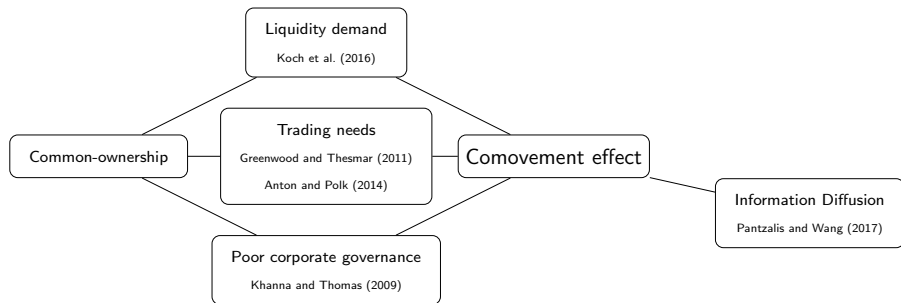 Liquidity demand
Koch et al. (2016)
Common-ownership
Trading needs
Greenwood and Thesmar (2011)
Anton and Polk (2014)
Comovement effect
Information Diffusion
Pantzalis and Wang (2017)
Poor corporate governance
Khanna and Thomas (2009)